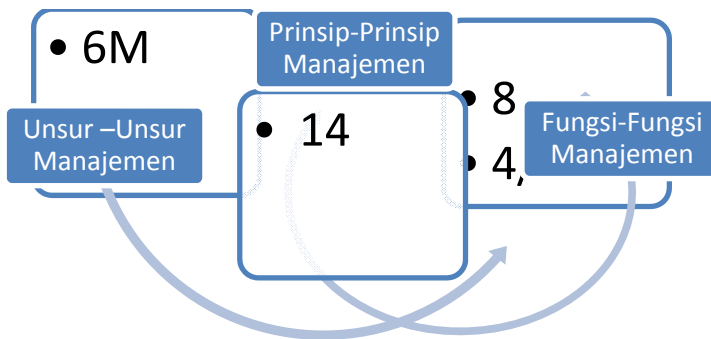 • 6M
Unsur –Unsur
Manajemen
Prinsip-Prinsip
Manajemen
• 14
• 8
• 4,
Fungsi-Fungsi
Manajemen